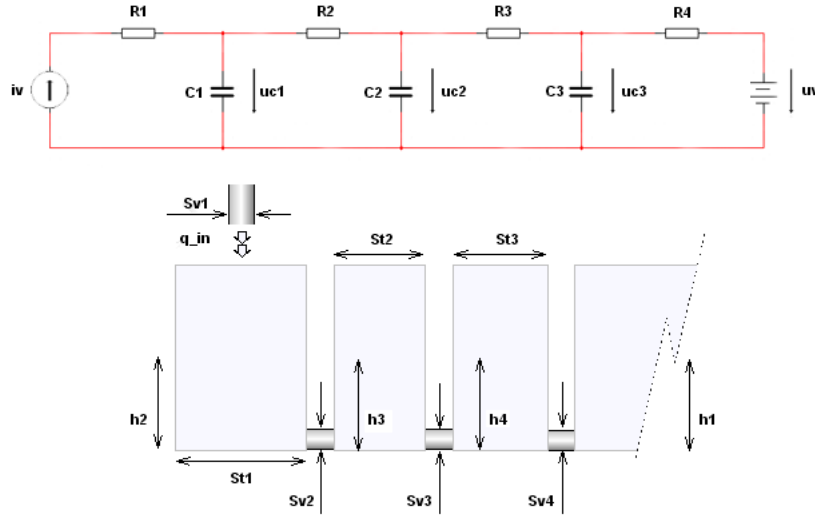 R1 R2 R3 R4
iv C1 uc1 C2 uc2 C3 uc3 uv
Sv1
q_in St2 St3
h2 h3 h4 h1
St1
Sv2 Sv3 Sv4